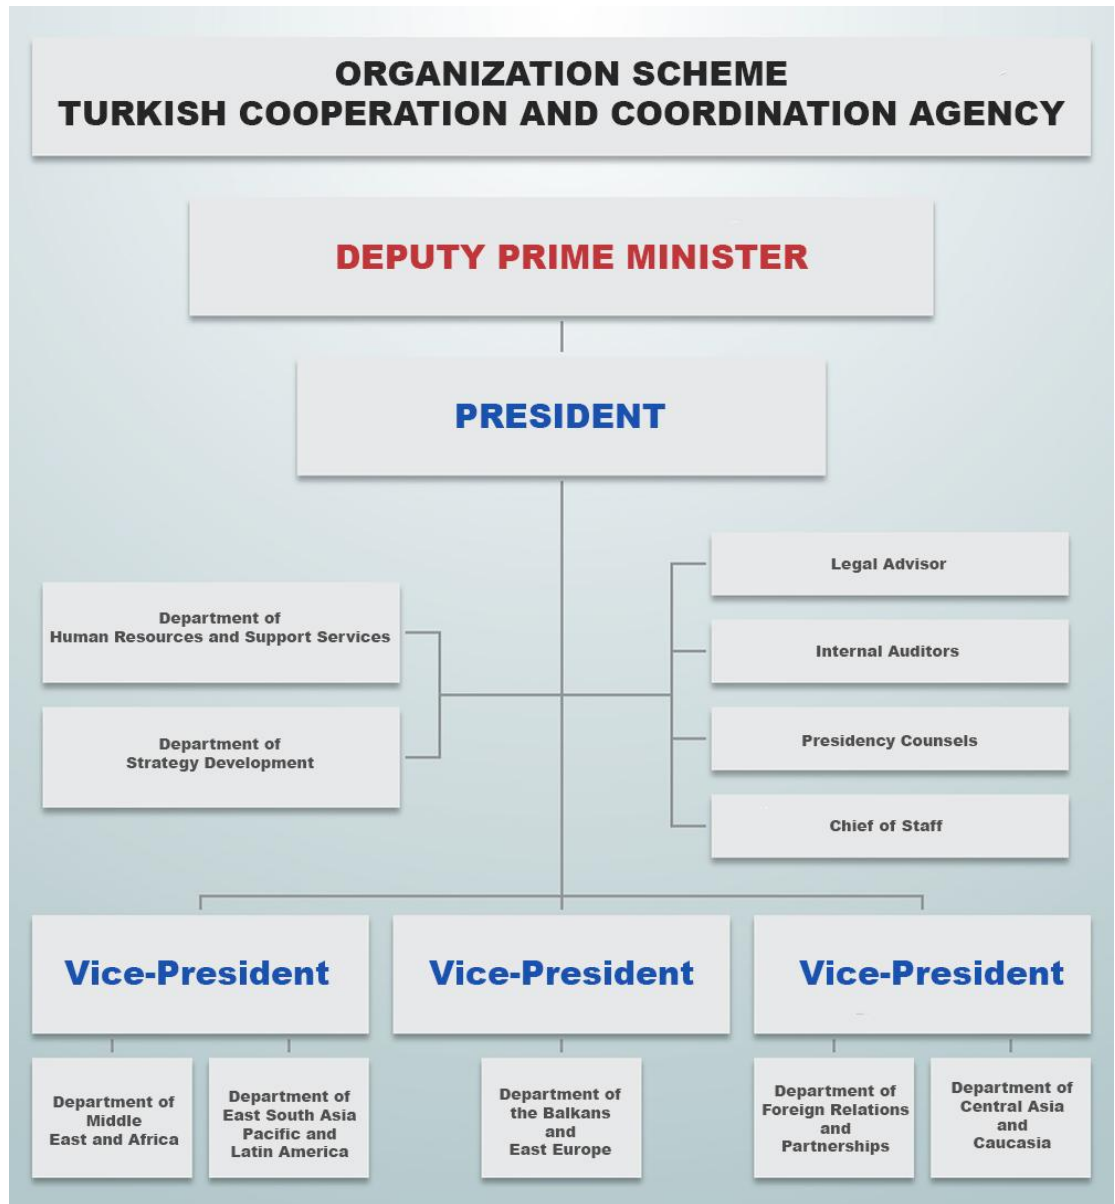 ORGANIZATION SCHEME
TURKISH COOPERATION AND COORDINATION AGENCY
DEPUTY PRIME MINISTER
PRESIDENT
Department of
Human Resources and Support Services
Department of
Strategy Development
Legal Advisor
Internal Auditors
Presidency Counsels
Chief of Staff
Vice-President
Vice-President
Vice-President
Department of
Middle
East and Africa
Department of
East South Asia
Pacific and
Latin America
Department of
the Balkans
and
East Europe
Department of
Foreign Relations
and
Partnerships
Department of
Central Asia
and
Caucasia